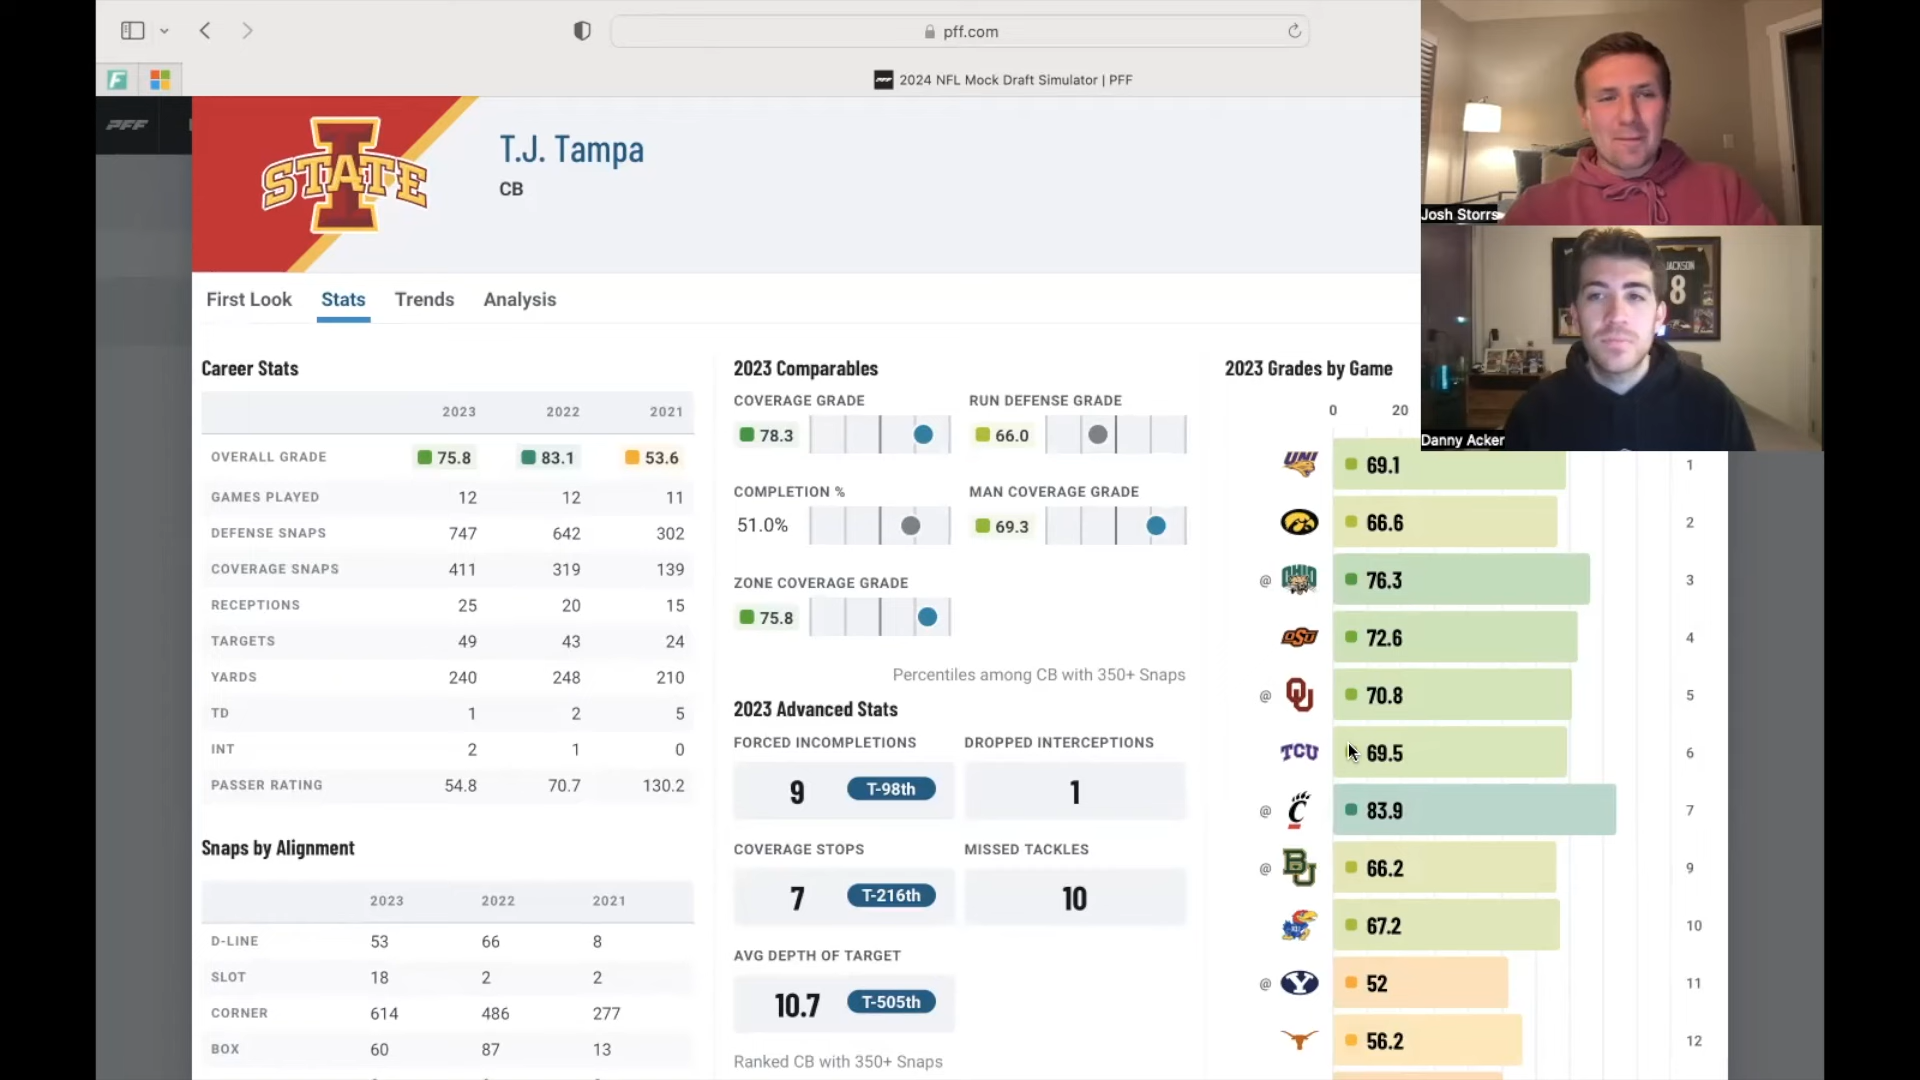 pff.com
2024 NFL Mock Draft Simulator | PFF
PFF
STATE
T.J. Tampa
CB
First Look Stats Trends Analysis
Josh Storrs
JACKSON
8
Danny Acker
Career Stats
2023 2022 2021
OVERALL GRADE 75.8 83.1 53.6
GAMES PLAYED 12 12 11
DEFENSE SNAPS 747 642 302
COVERAGE SNAPS 411 319 139
RECEPTIONS 25 20 15
TARGETS 49 43 24
YARDS 240 248 210
TD 1 2 5
INT 2 1 0
PASSER RATING 54.8 70.7 130.2
Snaps by Alignment
2023 2022 2021
D-LINE 53 66 8
SLOT 18 2 2
CORNER 614 486 277
BOX 60 87 13
2023 Comparables
COVERAGE GRADE RUN DEFENSE GRADE
78.3 66.0
COMPLETION % MAN COVERAGE GRADE
51.0% 69.3
ZONE COVERAGE GRADE
75.8
Percentiles among CB with 350+ Snaps
2023 Advanced Stats
FORCED INCOMPLETIONS DROPPED INTERCEPTIONS
9 T-98th 1
COVERAGE STOPS MISSED TACKLES
7 T-216th 10
AVG DEPTH OF TARGET
10.7 T-505th
Ranked CB with 350+ Snaps
2023 Grades by Game
0 20
UNI 69.1 1
66.6 2
@ OHIO 76.3 3
OSU 72.6 4
@ OU 70.8 5
TCU 69.5 6
@ C 83.9 7
@ BU 66.2 9
KU 67.2 10
@ Y 52 11
56.2 12